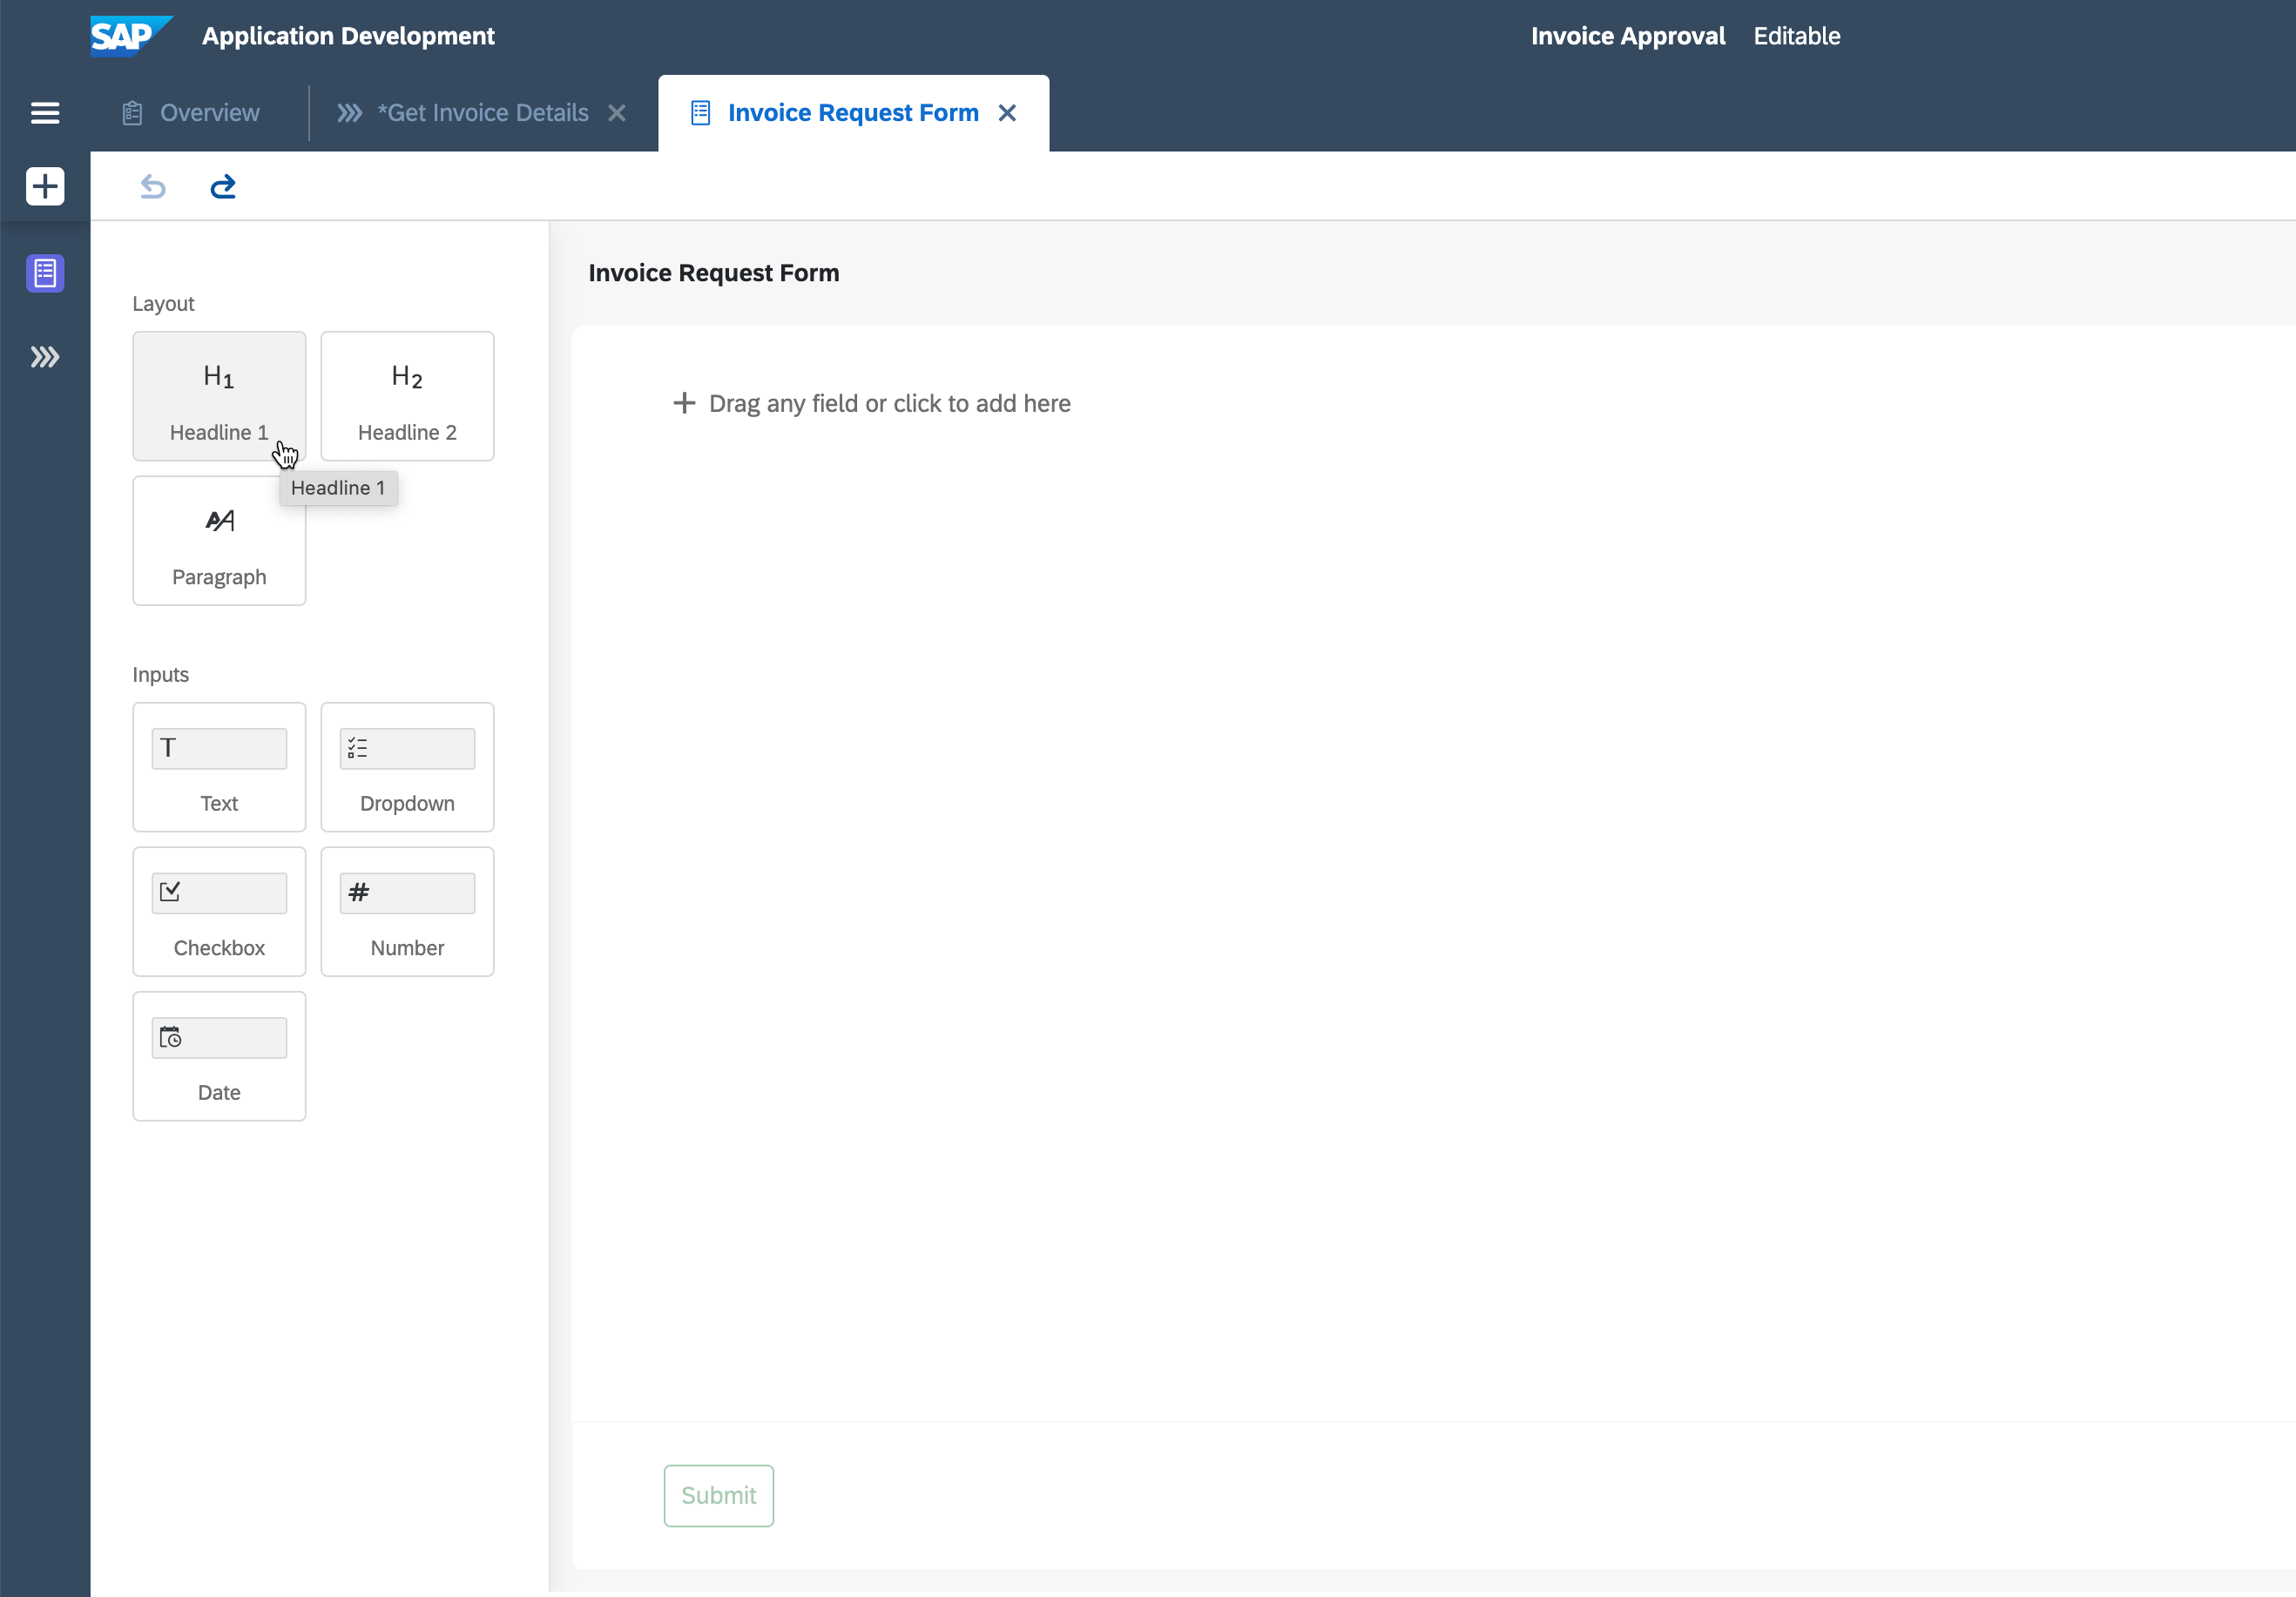 SAP Application Development
Invoice Approval Editable
Overview
*Get Invoice Details
Invoice Request Form
Invoice Request Form
Layout
H1
Headline 1
H2
Headline 2
Headline 1
Paragraph
Drag any field or click to add here
Inputs
T
Text
Dropdown
Checkbox
#
Number
Date
Submit